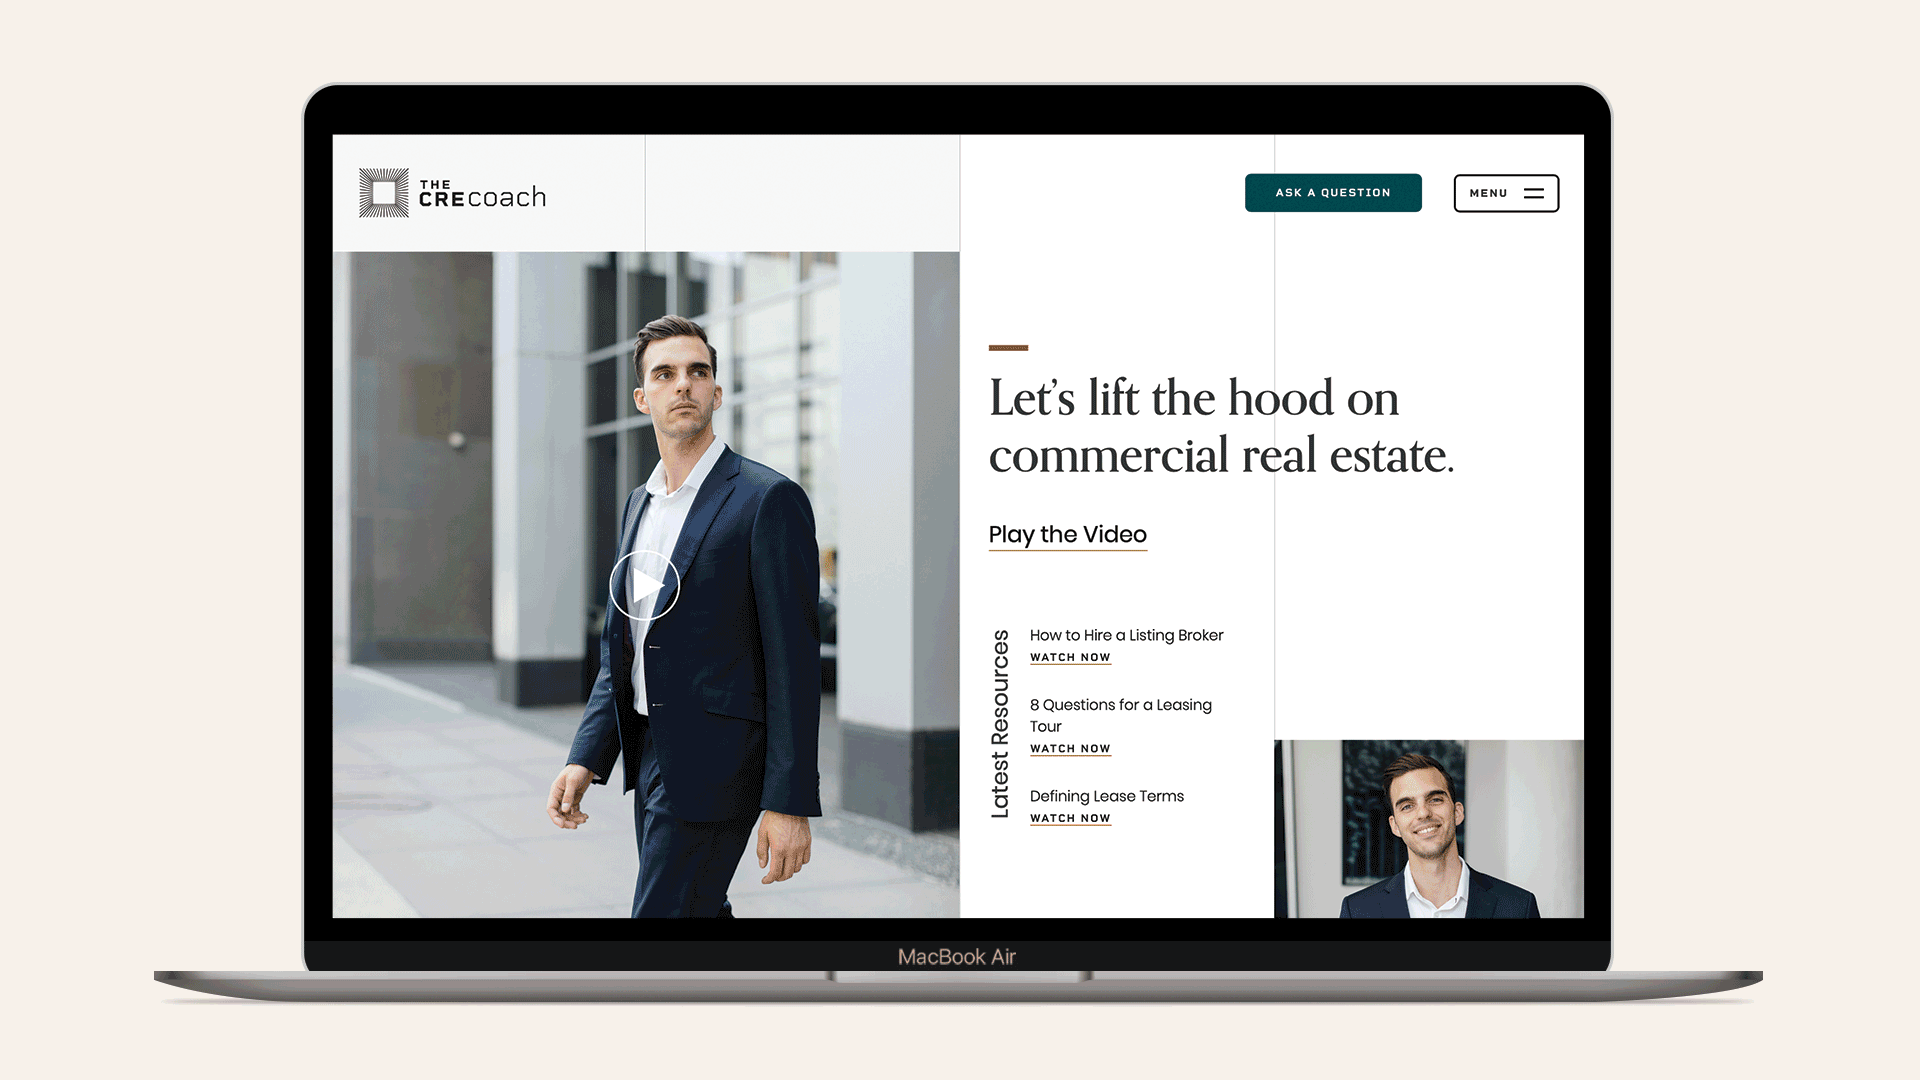 THE
CREcoach
ASK A QUESTION
MENU
Let's lift the hood on
commercial real estate.
Play the Video
Latest Resources
How to Hire a Listing Broker
WATCH NOW
8 Questions for a Leasing
Tour
WATCH NOW
Defining Lease Terms
WATCH NOW
MacBook Air